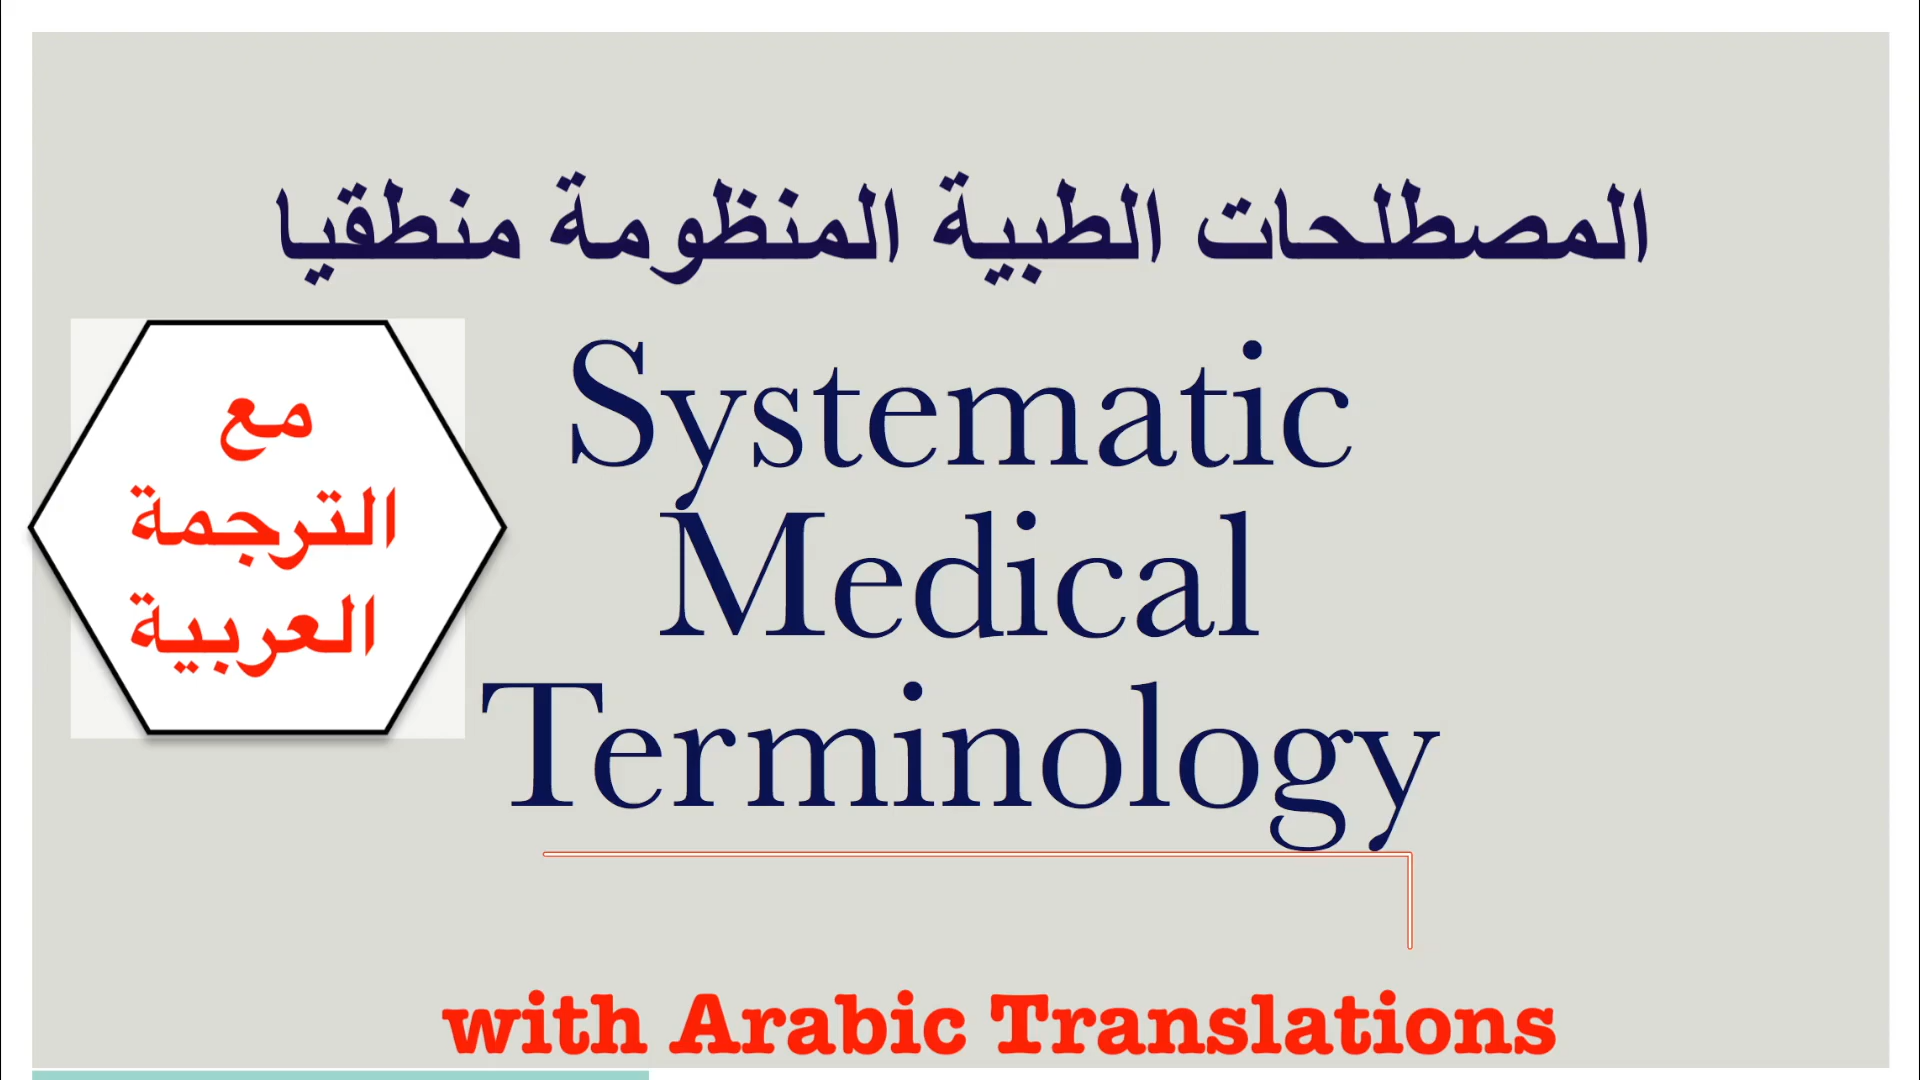 المصطلحات الطبية المنظومة منطقيا
مع
الترجمة
العربية
Systematic
Medical
Terminology
with Arabic Translations